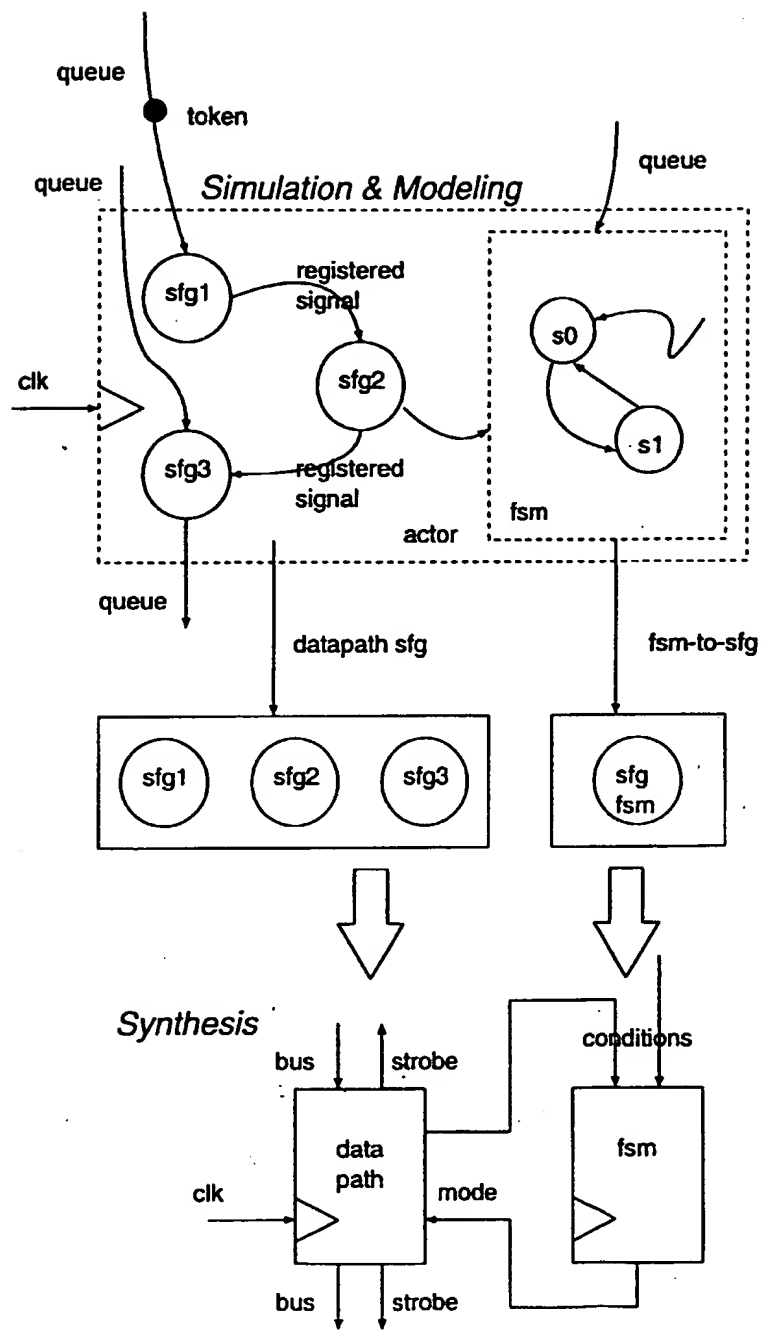 queue
token
queue
Simulation & Modeling
queue
registered
signal
sfg1
s0
clk
sfg2
s1
sfg3
registered
signal
fsm
actor
queue
datapath sfg
fsm-to-sfg
sfg1
sfg2
sfg3
sfg
fsm
Synthesis
conditions
bus
strobe
data
path
fsm
clk
mode
bus
strobe